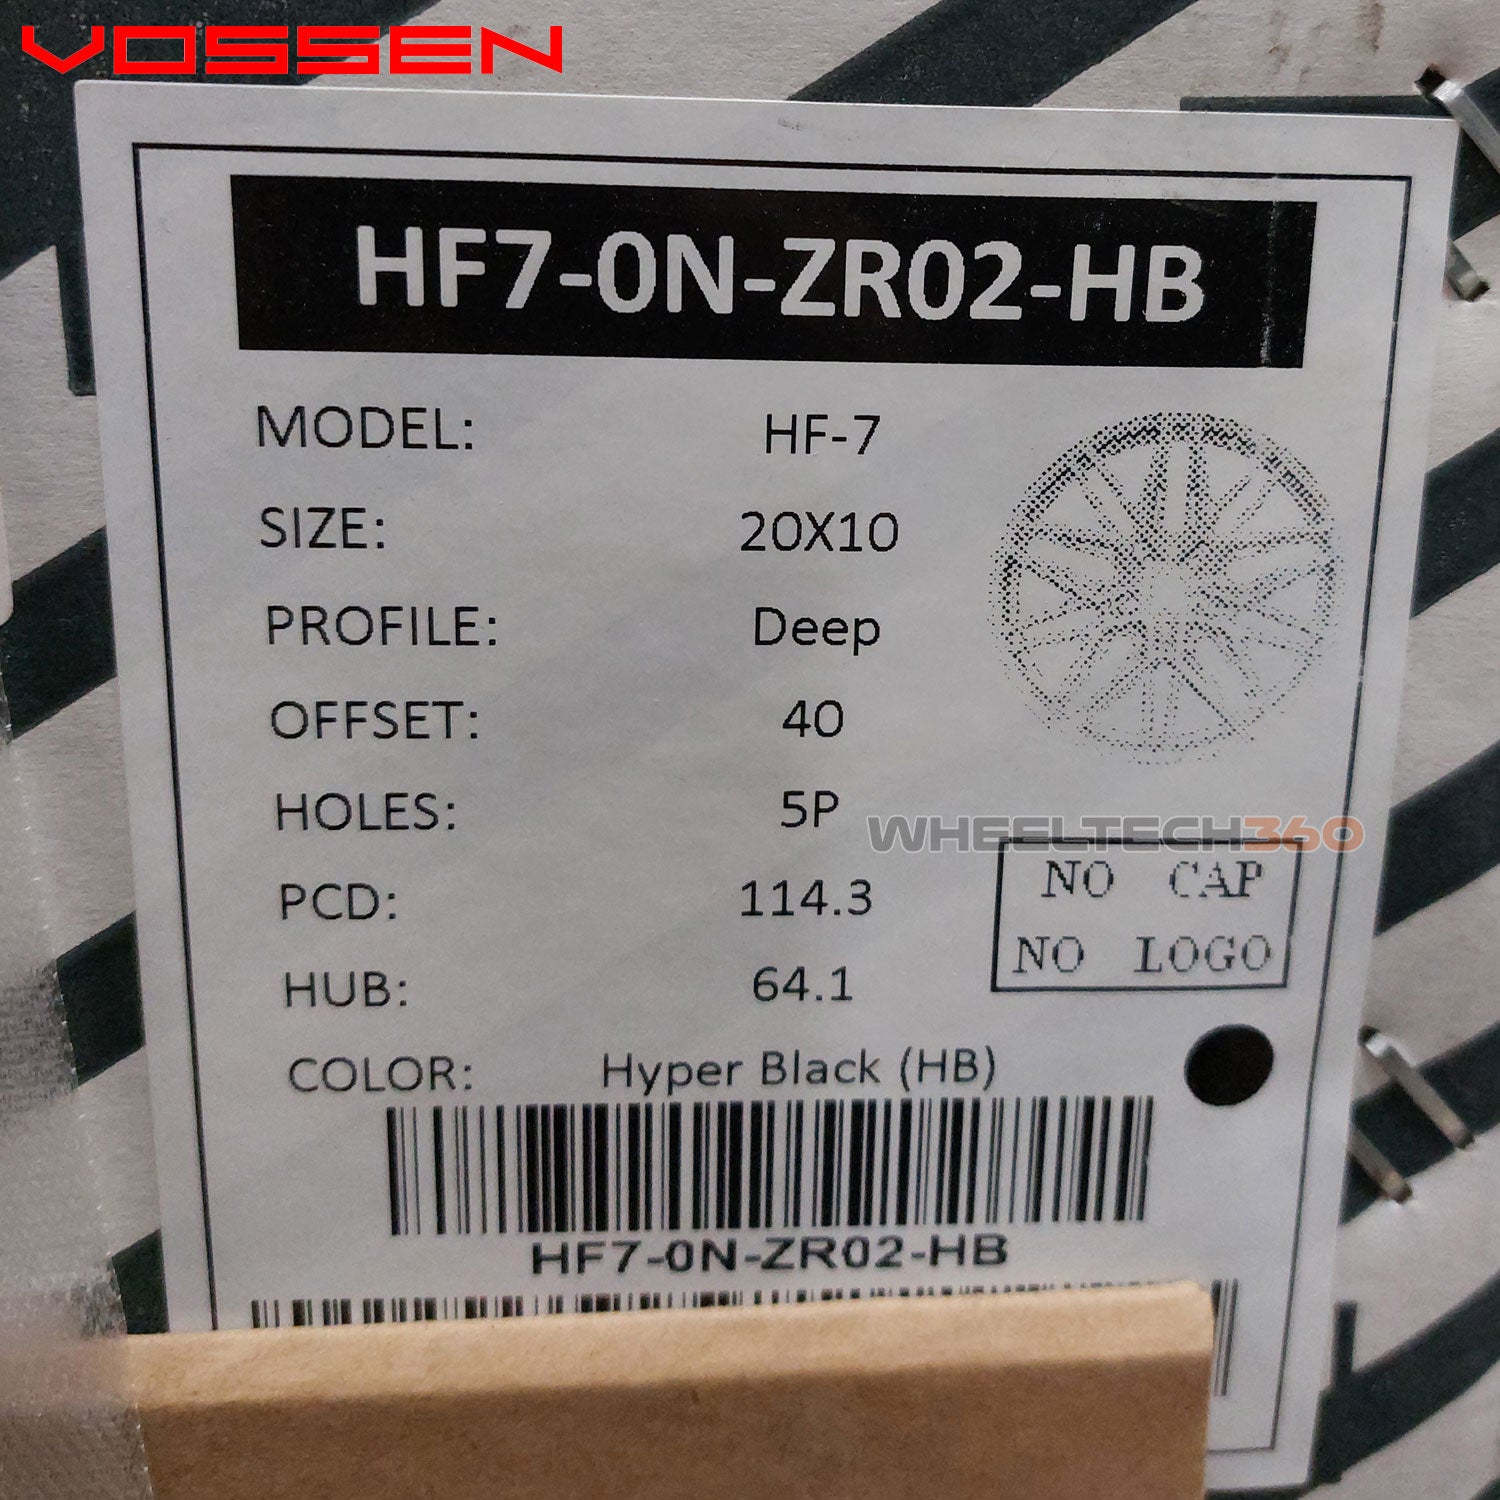 VOSSEN
HF7-0N-ZR02-HB
MODEL: HF-7
SIZE: 20X10
PROFILE: Deep
OFFSET: 40
HOLES: 5P
WHEELTECH360
PCD: 114.3
NO CAP
NO LOGO
HUB: 64.1
COLOR: Hyper Black (HB)
HF7-0N-ZR02-HB